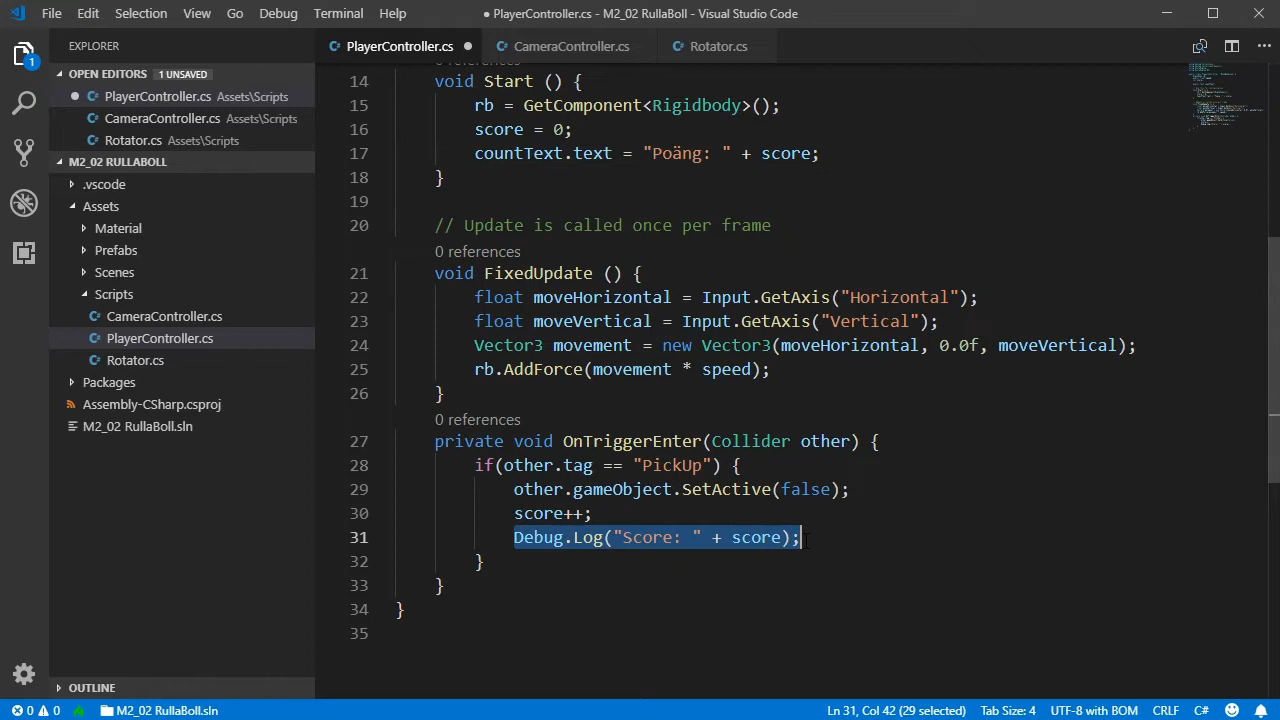 File Edit Selection View Go Debug Terminal Help
● PlayerController.cs - M2_02 RullaBoll - Visual Studio Code
EXPLORER
OPEN EDITORS 1 UNSAVED
PlayerController.cs Assets\Scripts
CameraController.cs Assets\Scripts
Rotator.cs Assets\Scripts
M2_02 RULLABOLL
.vscode
Assets
Material
Prefabs
Scenes
Scripts
CameraController.cs
PlayerController.cs
Rotator.cs
Packages
Assembly-CSharp.csproj
M2_02 RullaBoll.sln
OUTLINE
1
PlayerController.cs CameraController.cs Rotator.cs
0 references
14 void Start () {
15 rb = GetComponent<Rigidbody>();
16 score = 0;
17 countText.text = "Poäng: " + score;
18 }
19
20 // Update is called once per frame
0 references
21 void FixedUpdate () {
22 float moveHorizontal = Input.GetAxis("Horizontal");
23 float moveVertical = Input.GetAxis("Vertical");
24 Vector3 movement = new Vector3(moveHorizontal, 0.0f, moveVertical);
25 rb.AddForce(movement * speed);
26 }
0 references
27 private void OnTriggerEnter(Collider other) {
28 if(other.tag == "PickUp") {
29 other.gameObject.SetActive(false);
30 score++;
31 Debug.Log("Score: " + score);
32 }
33 }
34 }
35
0 0 M2_02 RullaBoll.sln Ln 31, Col 42 (29 selected) Tab Size: 4 UTF-8 with BOM CRLF C#